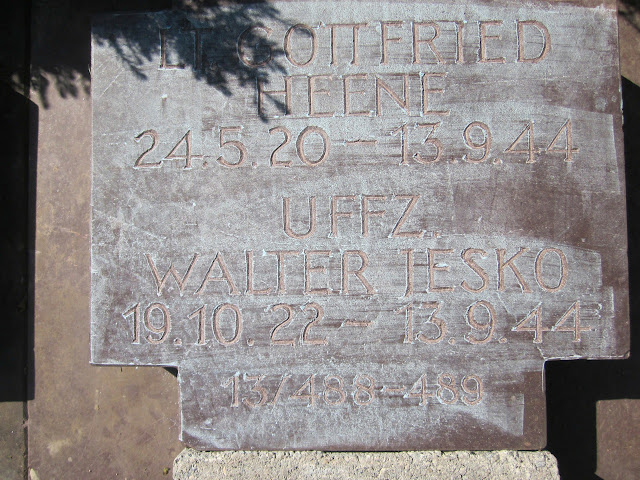 LT. GOTTFRIED
HEENE
24.5.20 – 13.9.44
UFFZ.
WALTER JESKO
19.10.22 – 13.9.44
13/488–489